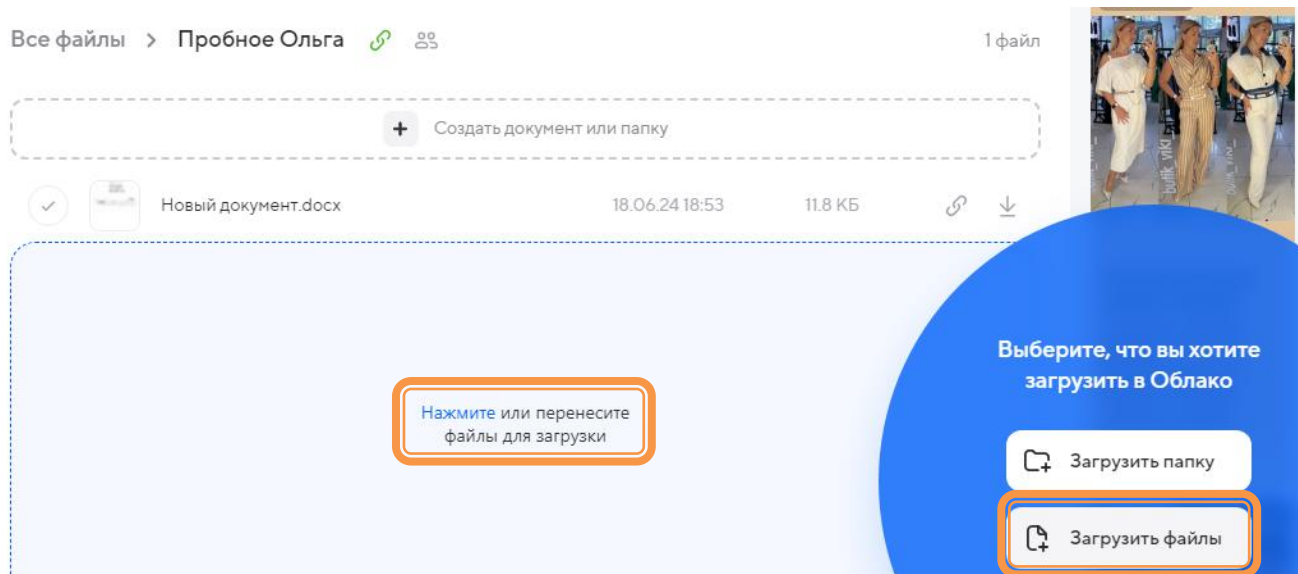 Все файлы > Пробное Ольга
1 файл
+ Создать документ или папку
Новый документ.docx 18.06.24 18:53 11.8 КБ
Нажмите или перенесите
файлы для загрузки
Выберите, что вы хотите
загрузить в Облако
Загрузить папку
Загрузить файлы
butik_viki_